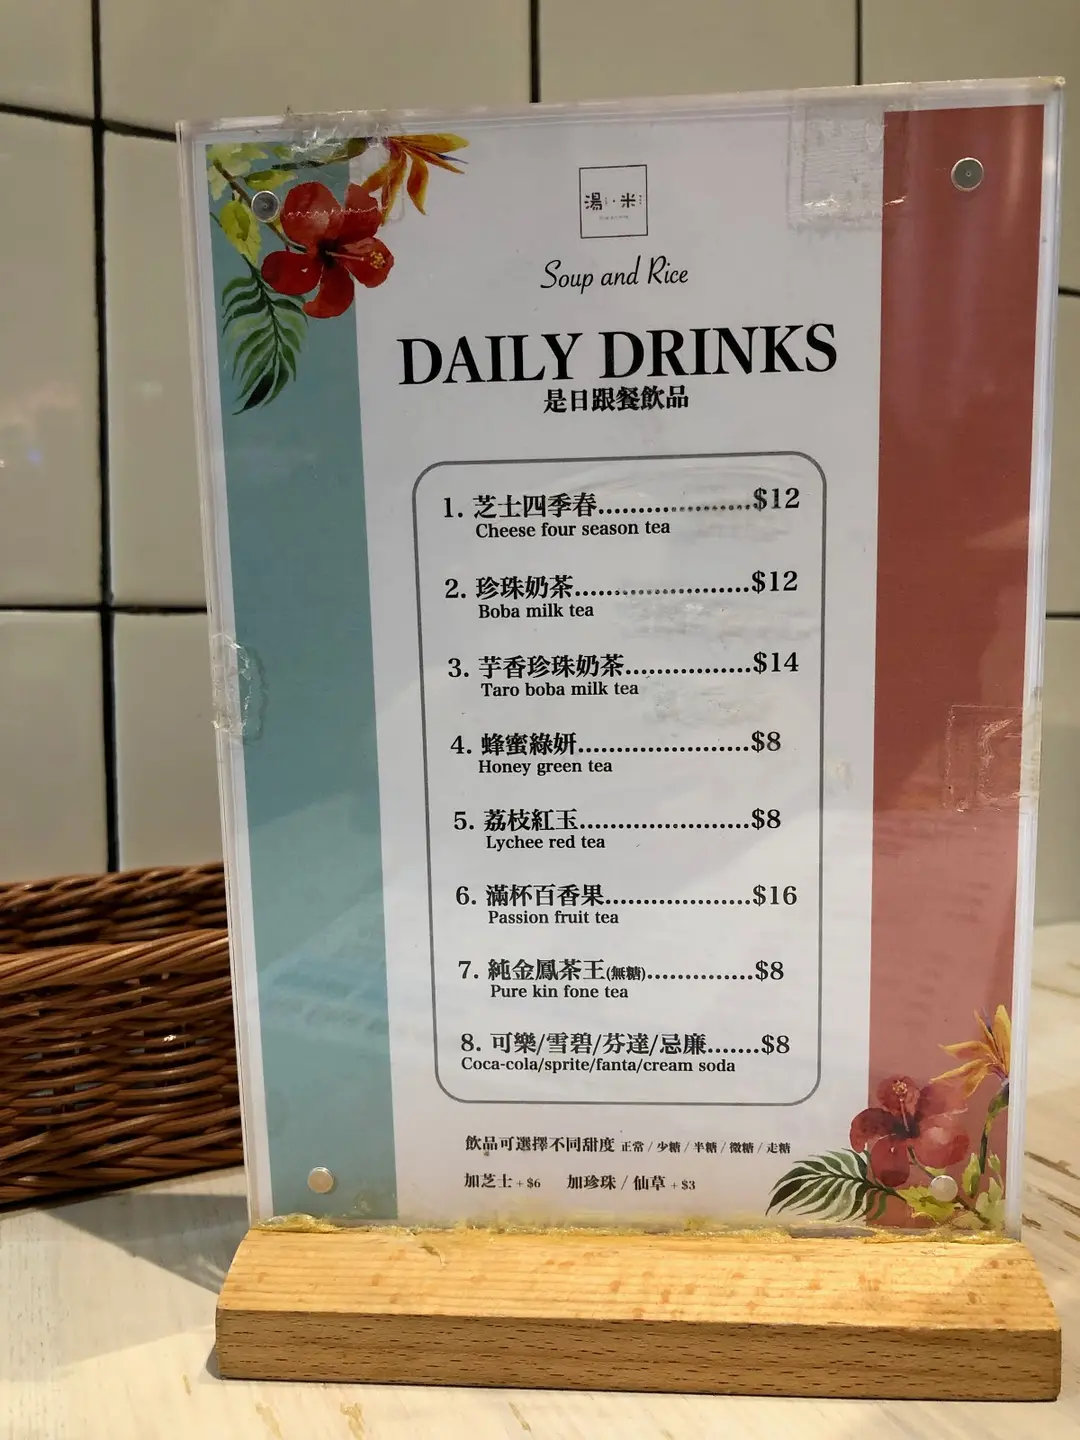 湯·米
Soup and Rice
DAILY DRINKS
是日跟餐飲品
1. 芝士四季春.......................$12
Cheese four season tea
2. 珍珠奶茶..........................$12
Boba milk tea
3. 芋香珍珠奶茶................$14
Taro boba milk tea
4. 蜂蜜綠妍......................$8
Honey green tea
5. 荔枝紅玉......................$8
Lychee red tea
6. 滿杯百香果...................$16
Passion fruit tea
7. 純金鳳茶王(無糖)..............$8
Pure kin fone tea
8. 可樂/雪碧/芬達/忌廉.......$8
Coca-cola/sprite/fanta/cream soda
飲品可選擇不同甜度 正常 / 少糖 / 半糖 / 微糖 / 走糖
加芝士 + $6 加珍珠 / 仙草 + $3